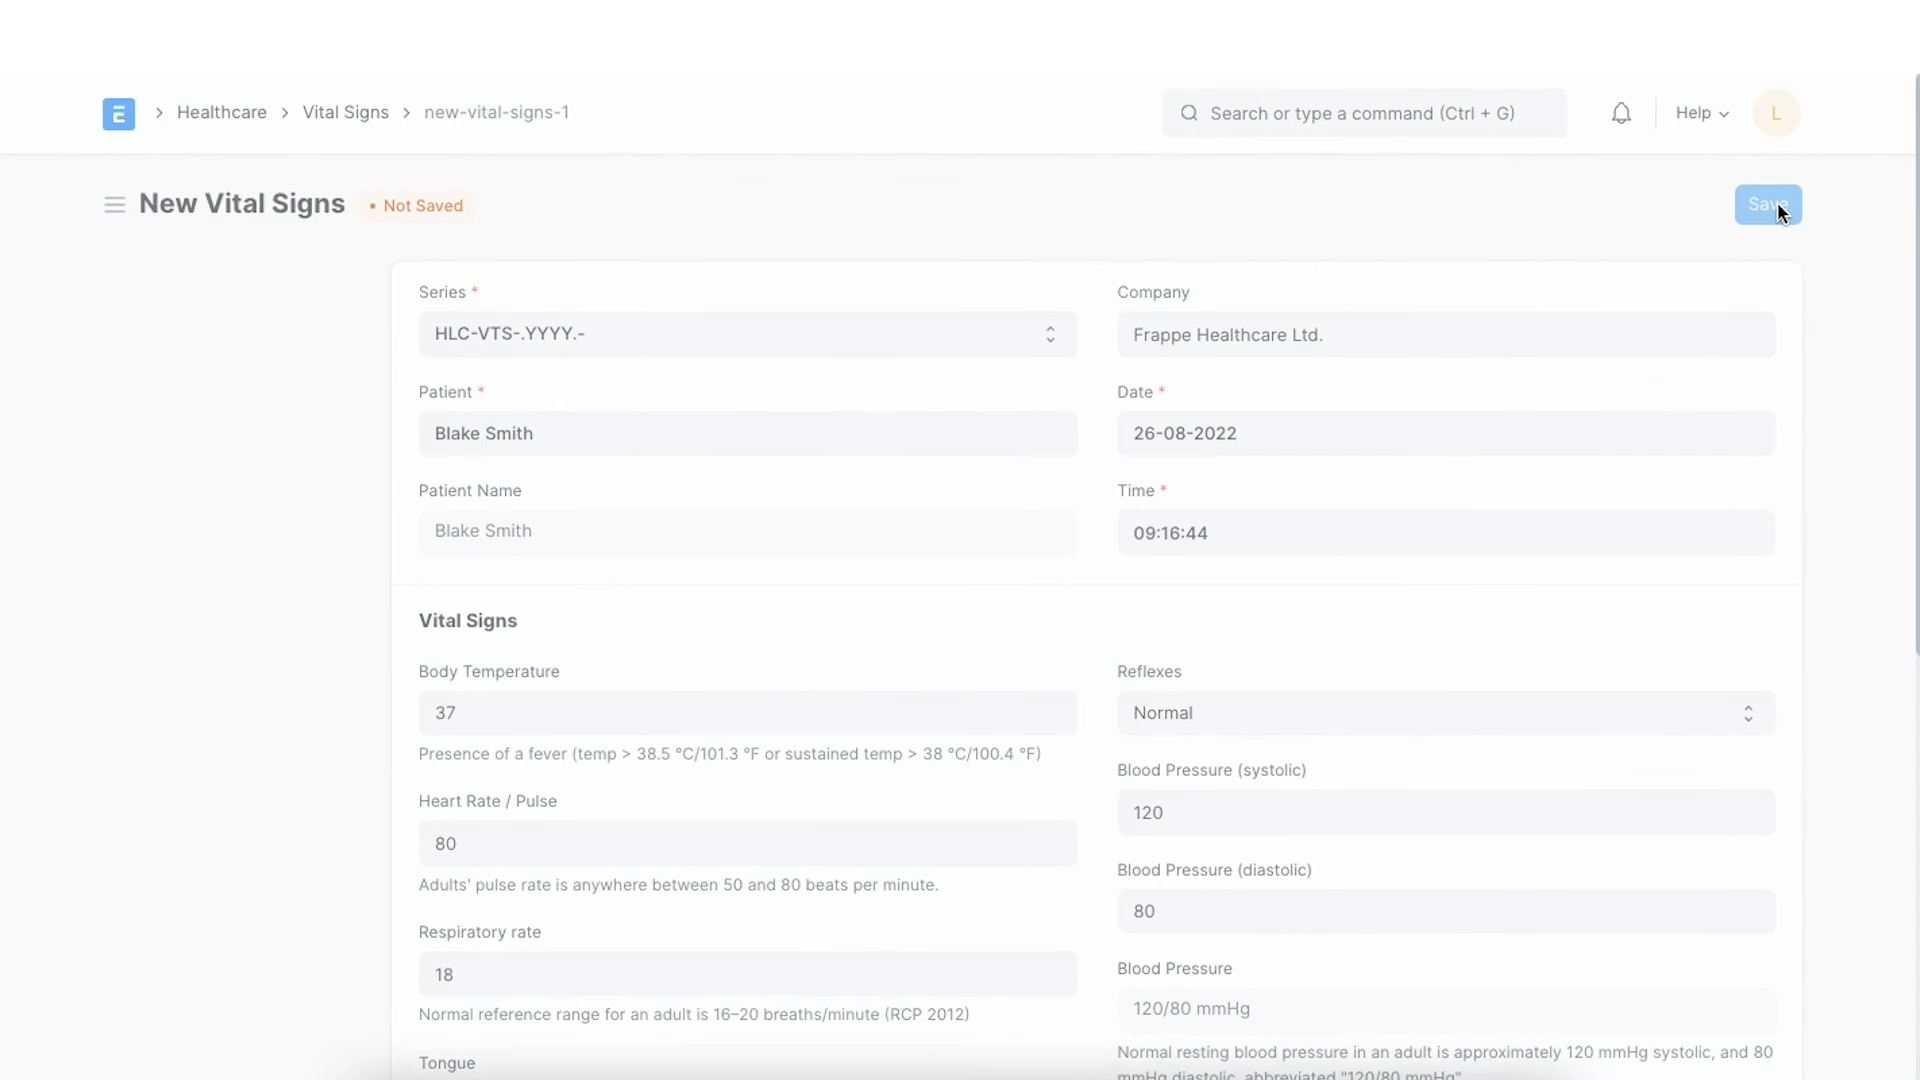 E > Healthcare > Vital Signs > new-vital-signs-1
Search or type a command (Ctrl + G)
Help
L
New Vital Signs
• Not Saved
Save
Series *
HLC-VTS-.YYYY.-
Company
Frappe Healthcare Ltd.
Patient *
Blake Smith
Date *
26-08-2022
Patient Name
Blake Smith
Time *
09:16:44
Vital Signs
Body Temperature
37
Presence of a fever (temp > 38.5 °C/101.3 °F or sustained temp > 38 °C/100.4 °F)
Heart Rate / Pulse
80
Adults' pulse rate is anywhere between 50 and 80 beats per minute.
Respiratory rate
18
Normal reference range for an adult is 16–20 breaths/minute (RCP 2012)
Tongue
Reflexes
Normal
Blood Pressure (systolic)
120
Blood Pressure (diastolic)
80
Blood Pressure
120/80 mmHg
Normal resting blood pressure in an adult is approximately 120 mmHg systolic, and 80
mmHg diastolic, abbreviated "120/80 mmHg"